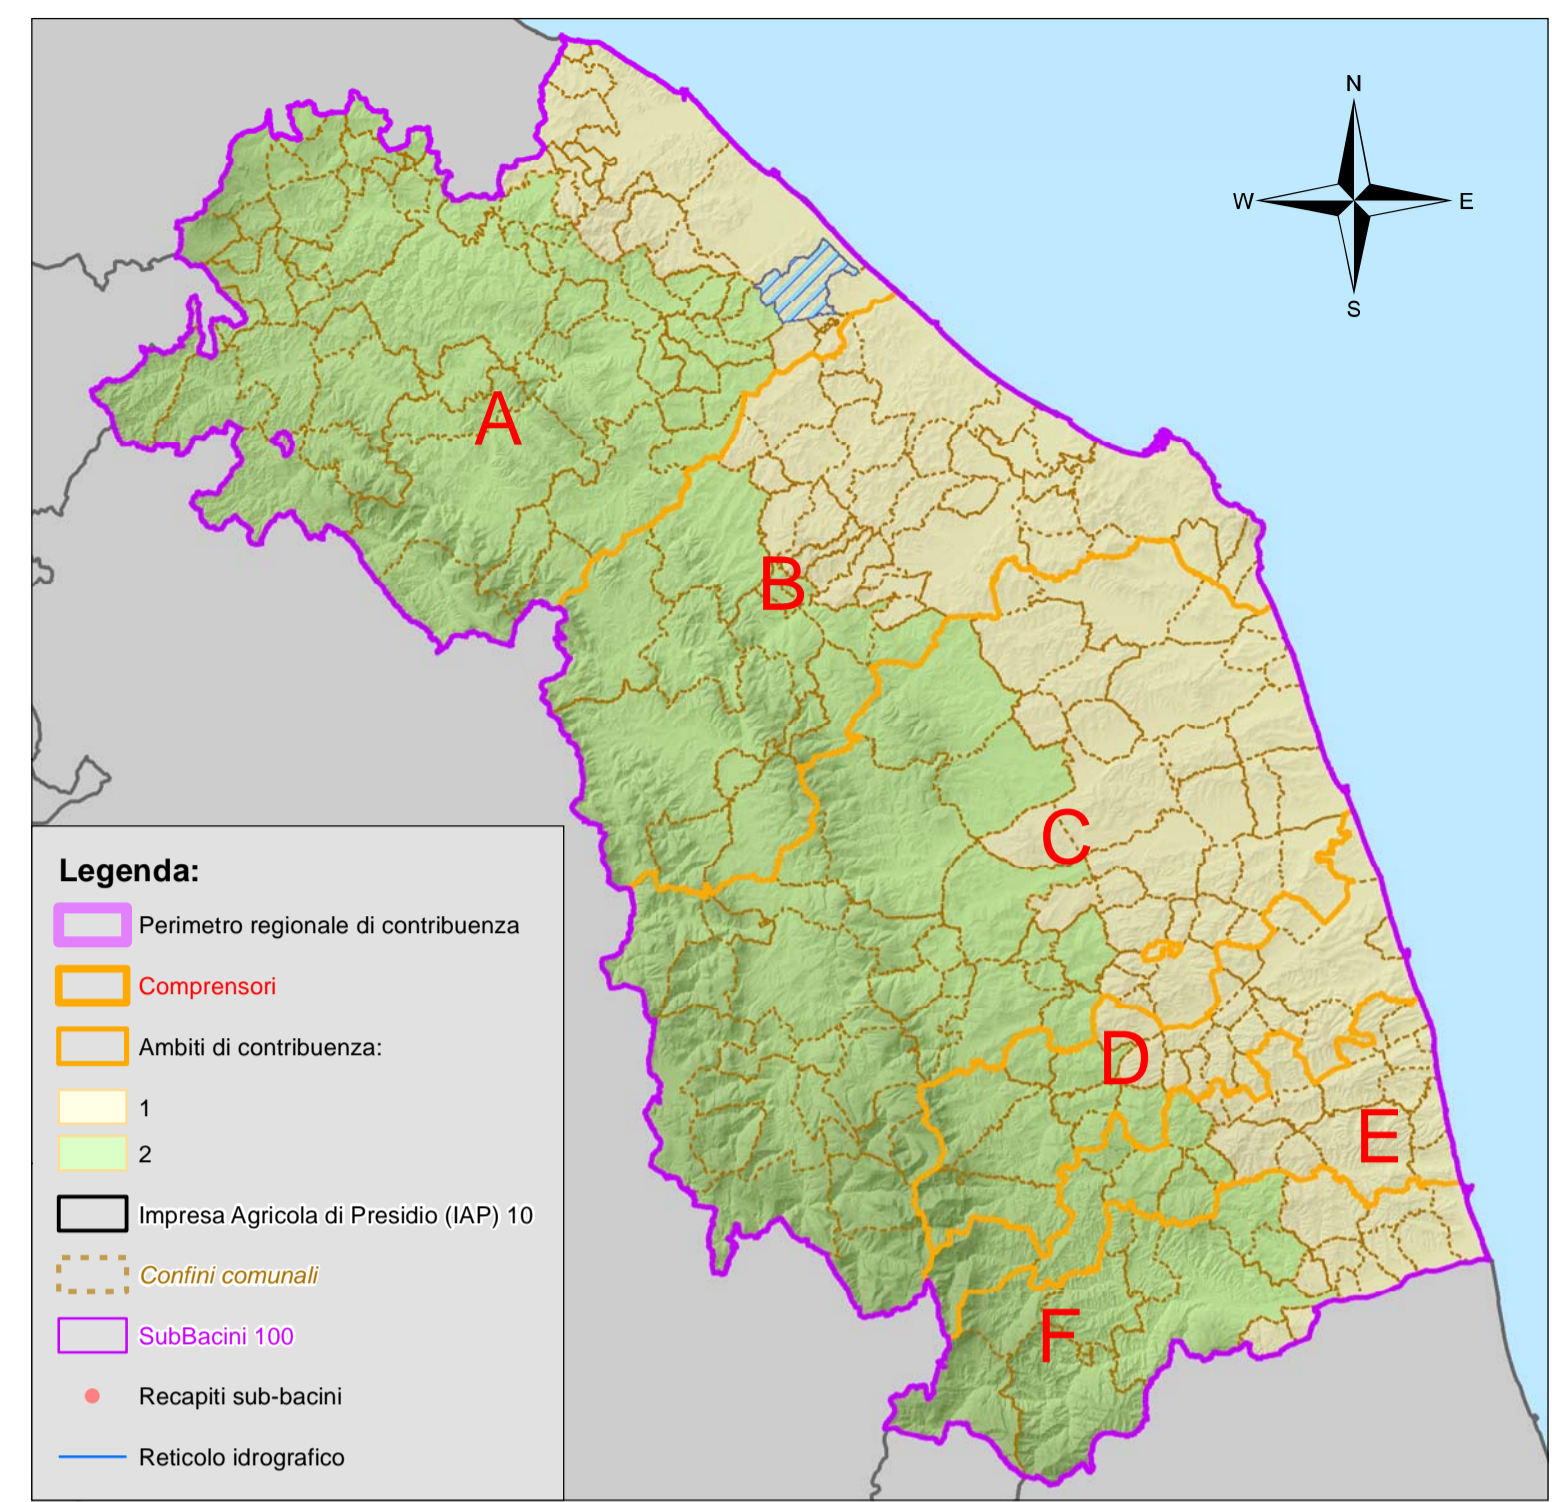 N
W
E
S
A
B
C
D
E
F
Legenda:
Perimetro regionale di contribuenza
Comprensori
Ambiti di contribuenza:
1
2
Impresa Agricola di Presidio (IAP) 10
Confini comunali
SubBacini 100
Recapiti sub-bacini
Reticolo idrografico